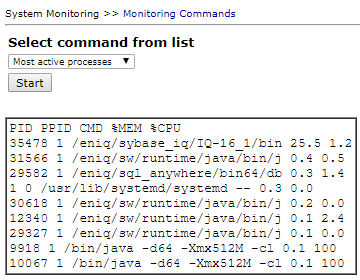 System Monitoring >> Monitoring Commands
Select command from list
Most active processes
Start
PID PPID CMD %MEM %CPU
35478 1 /eniq/sybase_iq/IQ-16_1/bin 25.5 1.2
31566 1 /eniq/sw/runtime/java/bin/j 0.4 0.5
29582 1 /eniq/sql_anywhere/bin64/db 0.3 1.4
1 0 /usr/lib/systemd/systemd -- 0.3 0.0
30618 1 /eniq/sw/runtime/java/bin/j 0.2 0.0
12340 1 /eniq/sw/runtime/java/bin/j 0.1 2.4
29327 1 /eniq/sw/runtime/java/bin/j 0.1 0.0
9918 1 /bin/java -d64 -Xmx512M -cl 0.1 100
10067 1 /bin/java -d64 -Xmx512M -cl 0.1 100